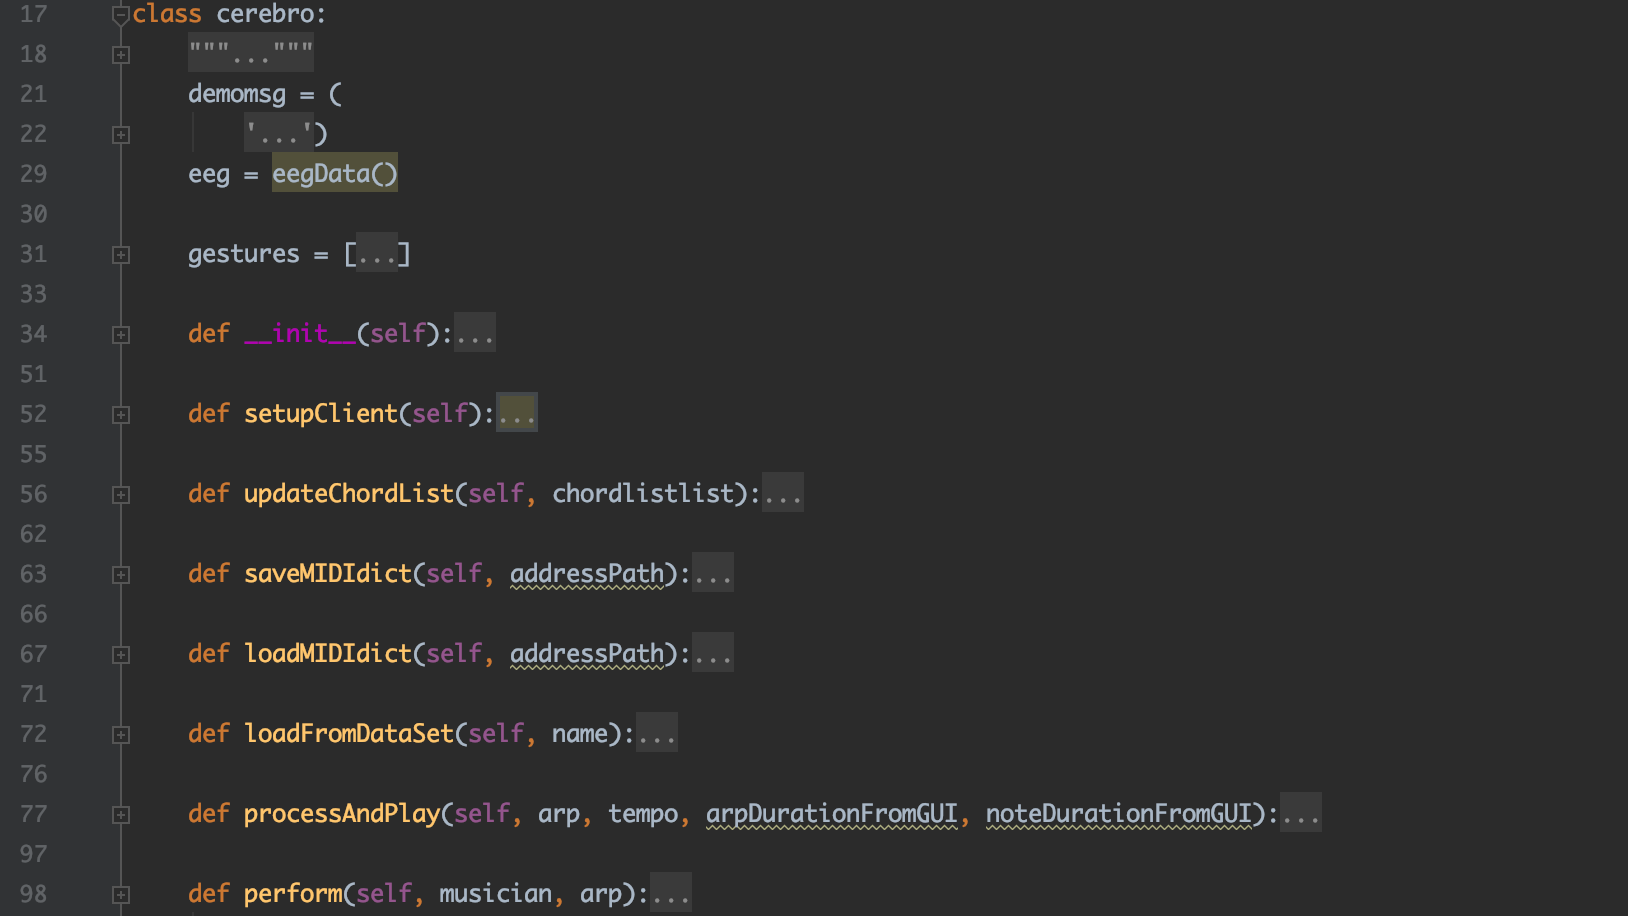 17 class cerebro:
18 """..."""
21 demomsg = (
22 '...')
29 eeg = eegData()
30
31 gestures = [...]
33
34 def __init__(self):...
51
52 def setupClient(self):...
55
56 def updateChordList(self, chordlistlist):...
62
63 def saveMIDIdict(self, addressPath):...
66
67 def loadMIDIdict(self, addressPath):...
71
72 def loadFromDataSet(self, name):...
76
77 def processAndPlay(self, arp, tempo, arpDurationFromGUI, noteDurationFromGUI):...
97
98 def perform(self, musician, arp):...